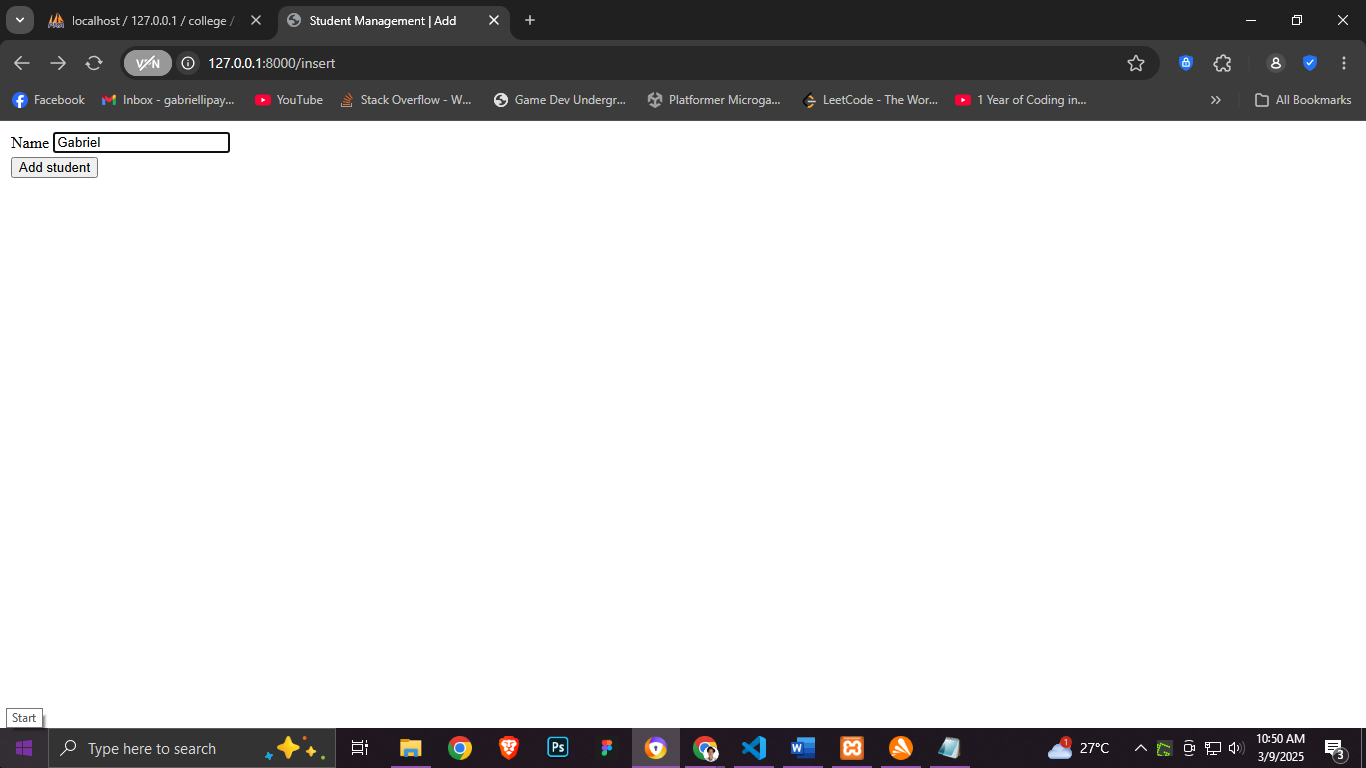 localhost / 127.0.0.1 / college /
Student Management | Add
VPN
127.0.0.1:8000/insert
Facebook
Inbox - gabriellipay...
YouTube
Stack Overflow - W...
Game Dev Undergr...
Platformer Microga...
LeetCode - The Wor...
1 Year of Coding in...
All Bookmarks
Name Gabriel
Add student
Start
Type here to search
Ps
W
1
27°C
10:50 AM
3/9/2025
3